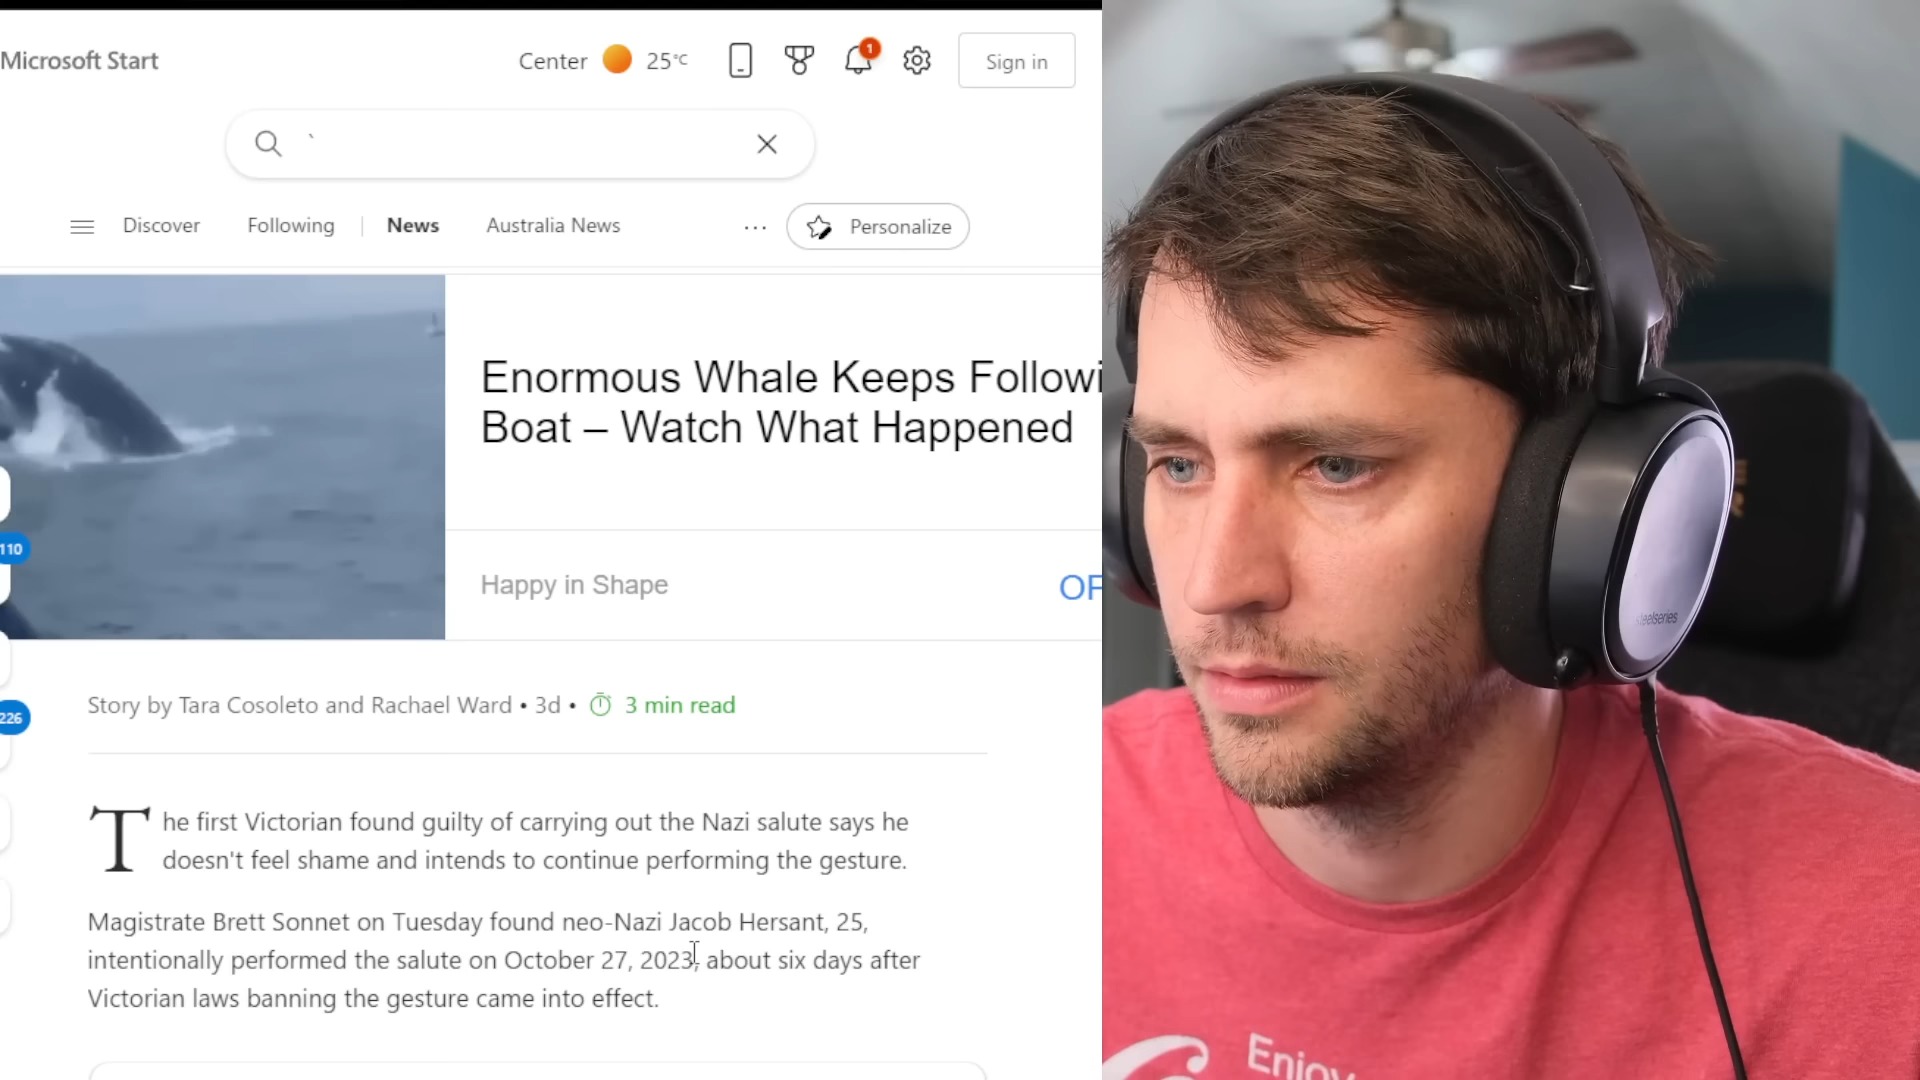 Microsoft Start
Center 25°C
1
Sign in
`
Discover Following News Australia News ... Personalize
Enormous Whale Keeps Followi
Boat – Watch What Happened
Happy in Shape
OP
110
226
Story by Tara Cosoleto and Rachael Ward • 3d • 3 min read
The first Victorian found guilty of carrying out the Nazi salute says he
doesn't feel shame and intends to continue performing the gesture.
Magistrate Brett Sonnet on Tuesday found neo-Nazi Jacob Hersant, 25,
intentionally performed the salute on October 27, 2023, about six days after
Victorian laws banning the gesture came into effect.
steelseries
Enjoy